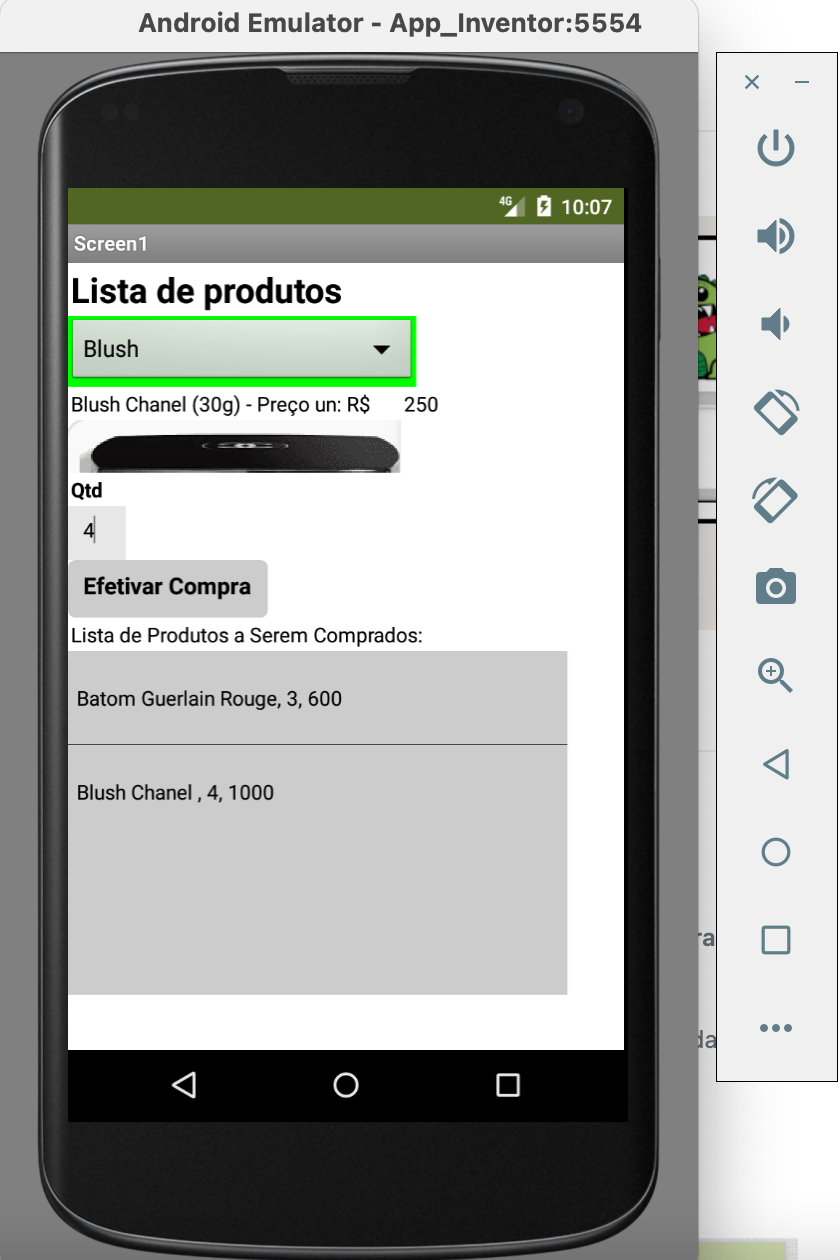 Android Emulator - App_Inventor:5554
4G 10:07
Screen1
Lista de produtos
Blush
Blush Chanel (30g) - Preço un: R$ 250
Qtd
4
Efetivar Compra
Lista de Produtos a Serem Comprados:
Batom Guerlain Rouge, 3, 600
Blush Chanel , 4, 1000
ra
da